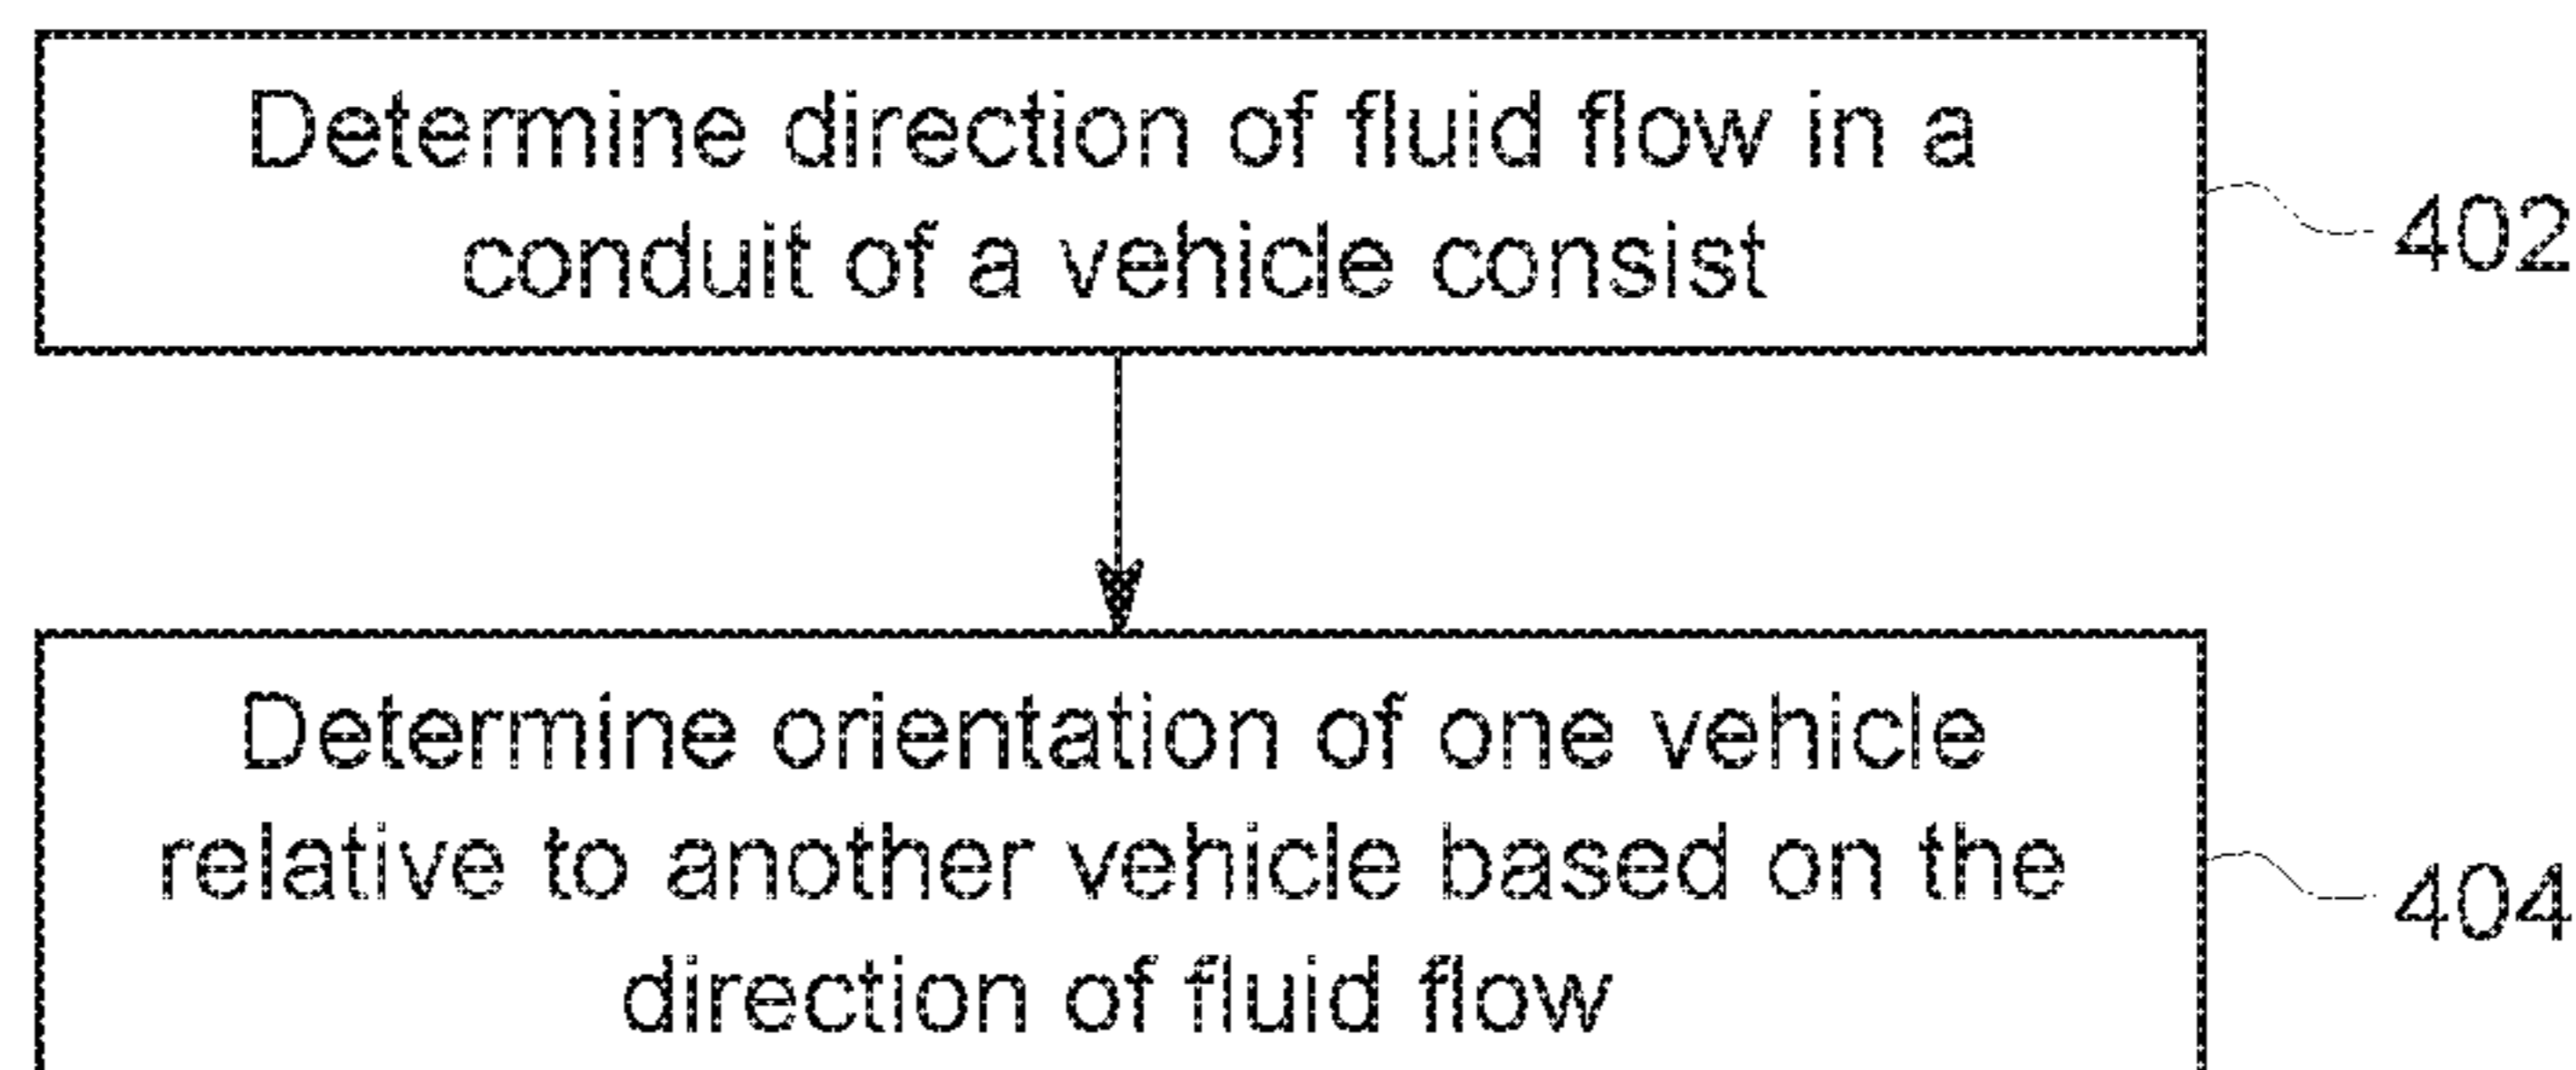 Determine direction of fluid flow in a
conduit of a vehicle consist
402
Determine orientation of one vehicle
relative to another vehicle based on the
direction of fluid flow
404